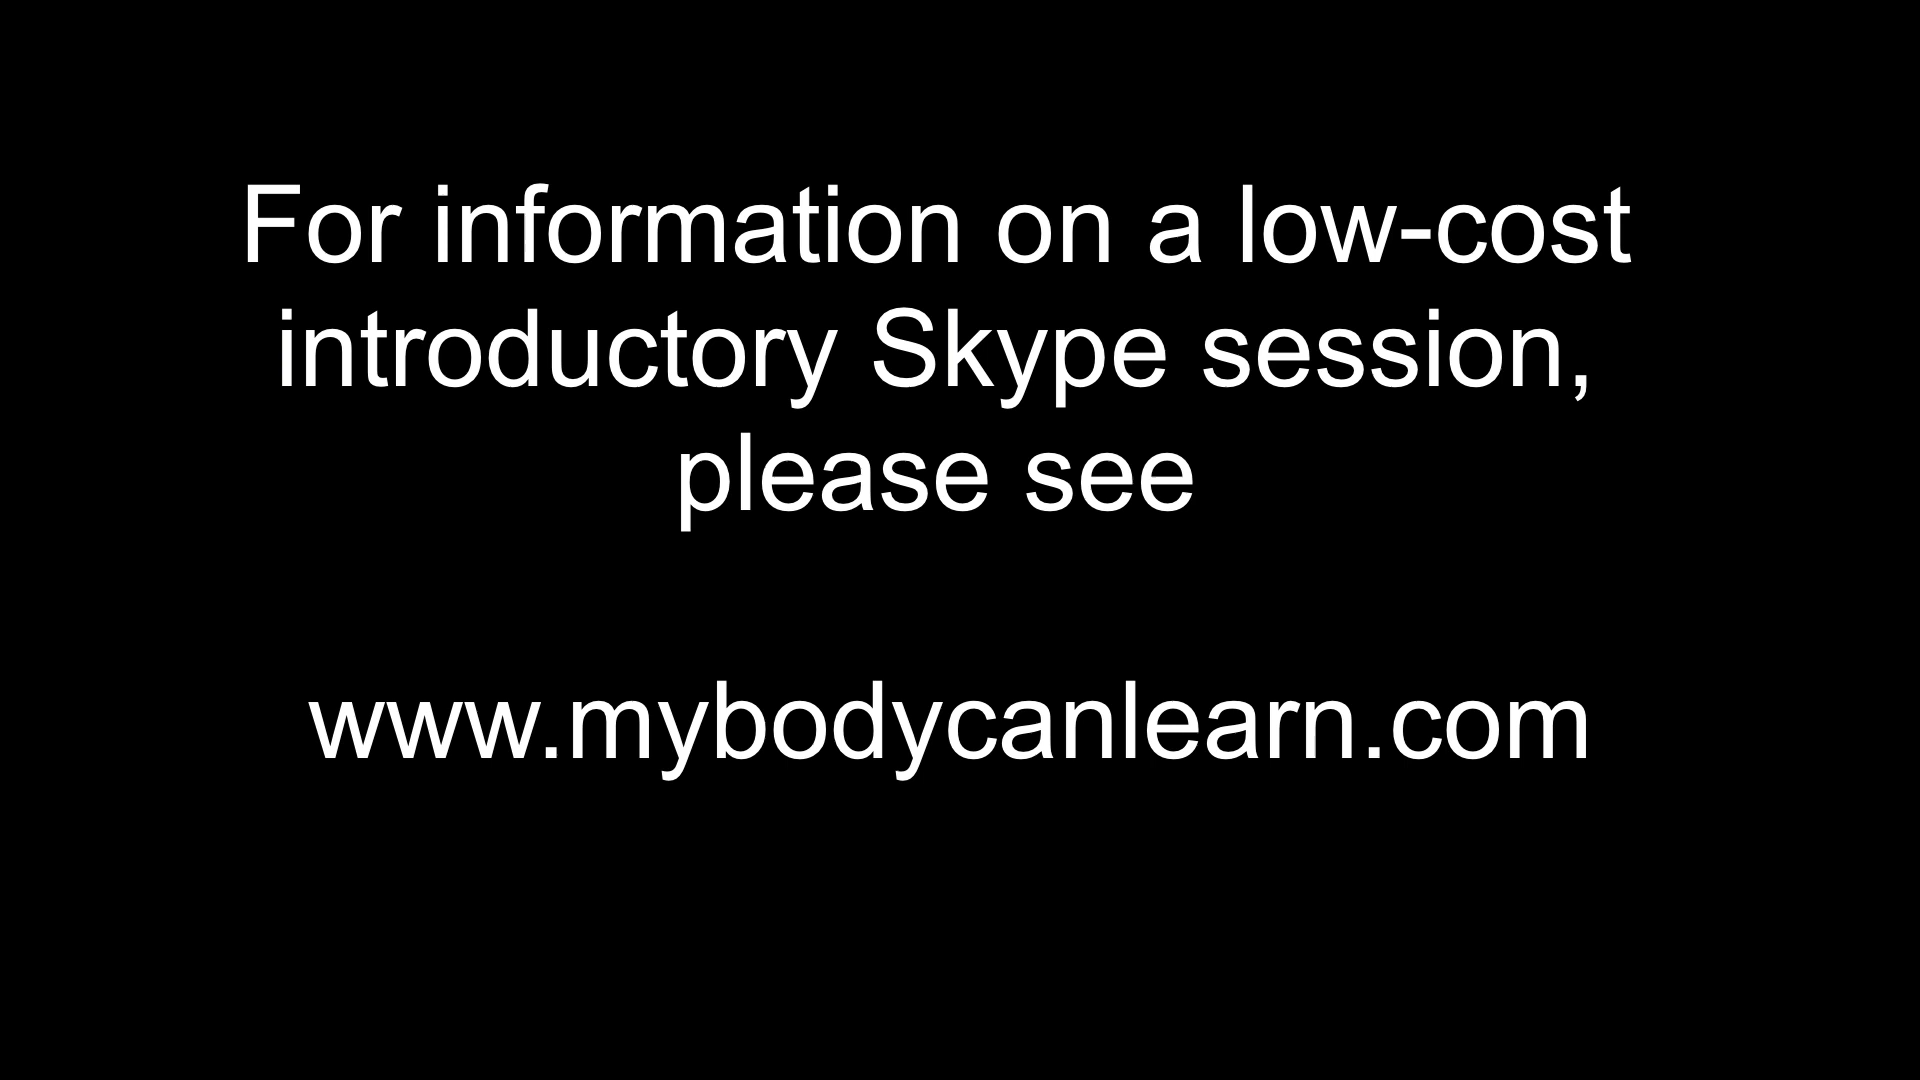 For information on a low-cost
introductory Skype session,
please see
www.mybodycanlearn.com